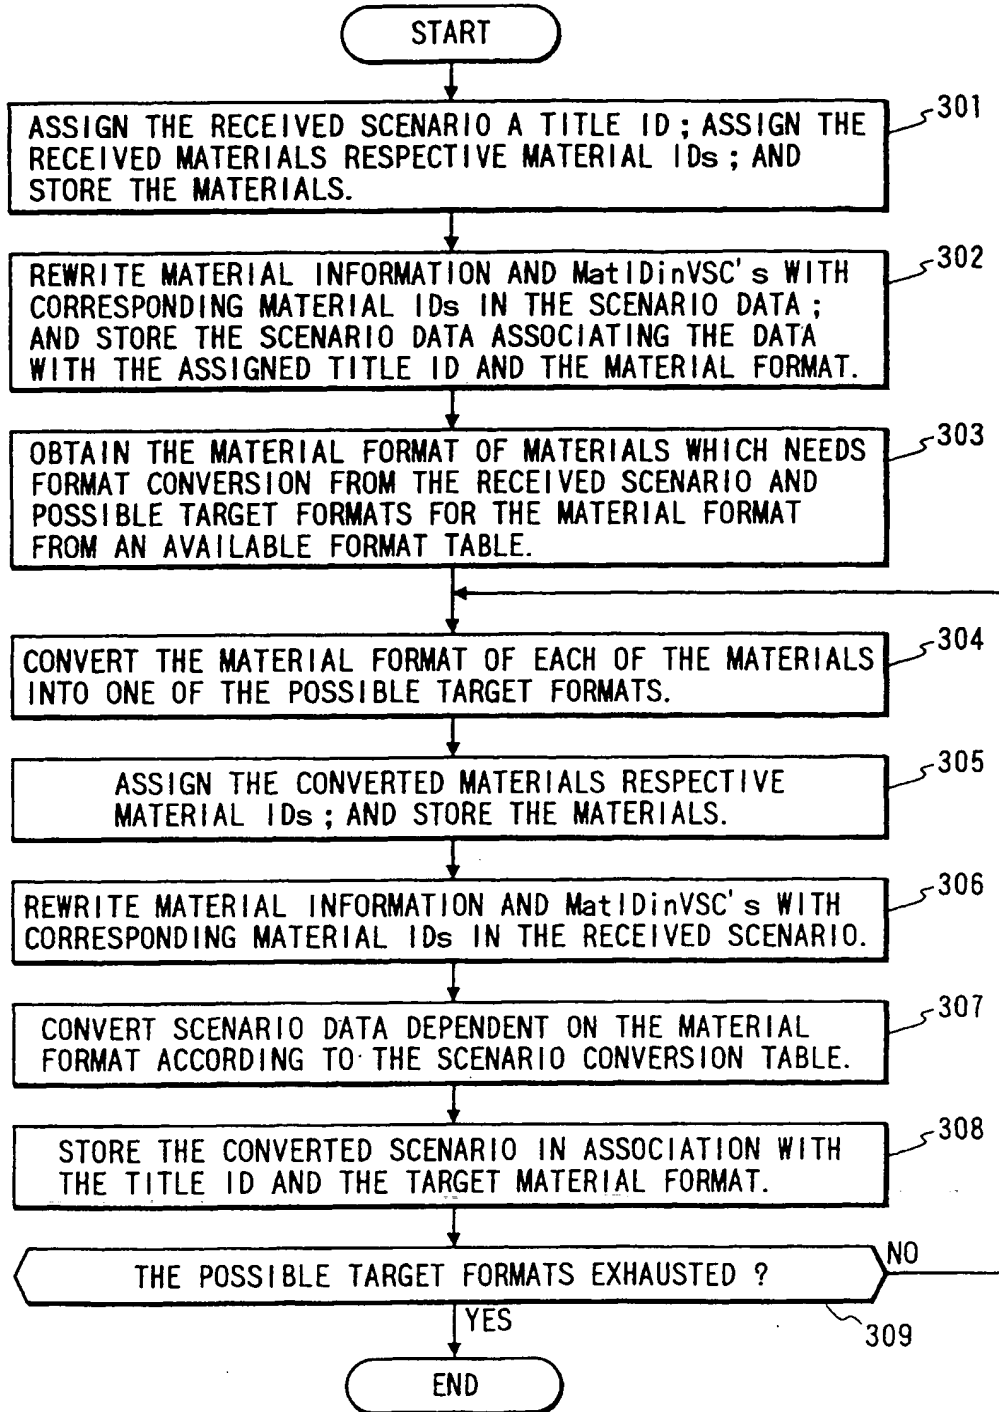 START
301
ASSIGN THE RECEIVED SCENARIO A TITLE ID; ASSIGN THE
RECEIVED MATERIALS RESPECTIVE MATERIAL IDs; AND
STORE THE MATERIALS.
302
REWRITE MATERIAL INFORMATION AND MatIDinVSC's WITH
CORRESPONDING MATERIAL IDs IN THE SCENARIO DATA;
AND STORE THE SCENARIO DATA ASSOCIATING THE DATA
WITH THE ASSIGNED TITLE ID AND THE MATERIAL FORMAT.
303
OBTAIN THE MATERIAL FORMAT OF MATERIALS WHICH NEEDS
FORMAT CONVERSION FROM THE RECEIVED SCENARIO AND
POSSIBLE TARGET FORMATS FOR THE MATERIAL FORMAT
FROM AN AVAILABLE FORMAT TABLE.
304
CONVERT THE MATERIAL FORMAT OF EACH OF THE MATERIALS
INTO ONE OF THE POSSIBLE TARGET FORMATS.
305
ASSIGN THE CONVERTED MATERIALS RESPECTIVE
MATERIAL IDs; AND STORE THE MATERIALS.
306
REWRITE MATERIAL INFORMATION AND MatIDinVSC's WITH
CORRESPONDING MATERIAL IDs IN THE RECEIVED SCENARIO.
307
CONVERT SCENARIO DATA DEPENDENT ON THE MATERIAL
FORMAT ACCORDING TO THE SCENARIO CONVERSION TABLE.
308
STORE THE CONVERTED SCENARIO IN ASSOCIATION WITH
THE TITLE ID AND THE TARGET MATERIAL FORMAT.
THE POSSIBLE TARGET FORMATS EXHAUSTED ?
NO
YES
309
END